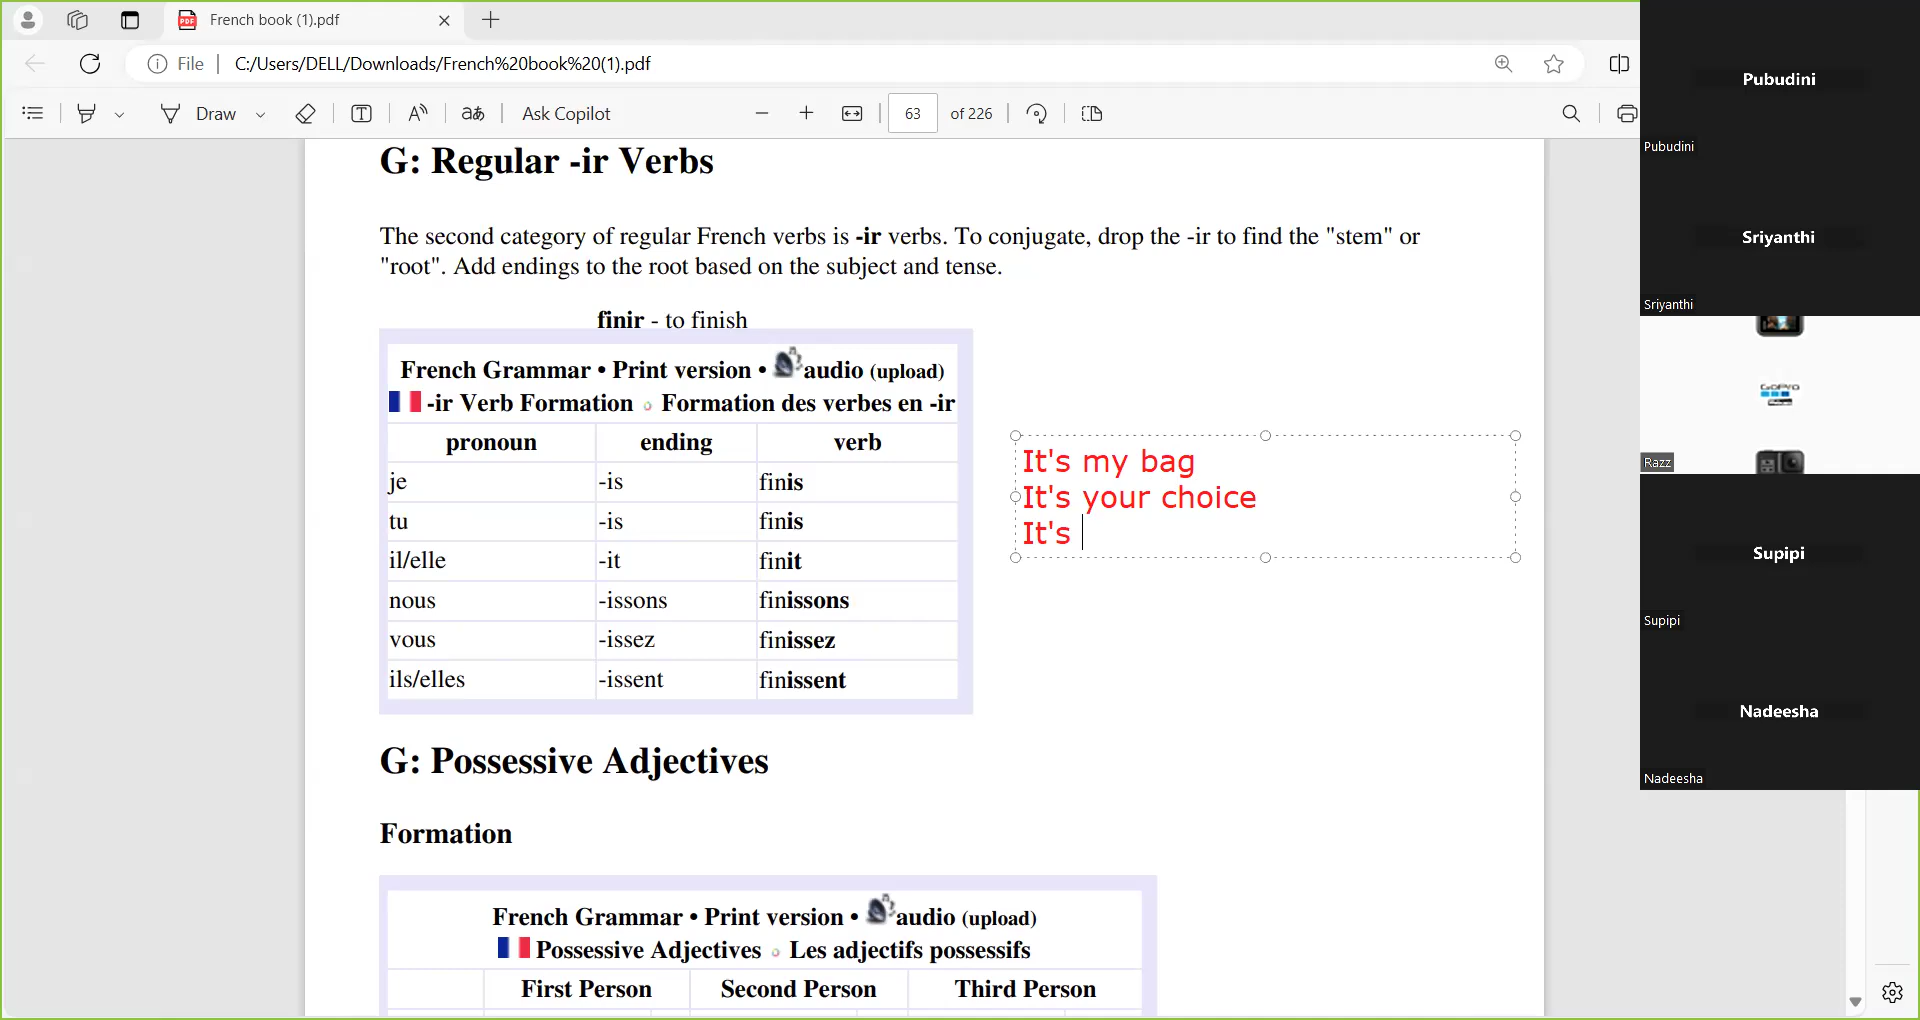 French book (1).pdf
File
C:/Users/DELL/Downloads/French%20book%20(1).pdf
Draw
aあ
Ask Copilot
63
of 226
G: Regular -ir Verbs
The second category of regular French verbs is -ir verbs. To conjugate, drop the -ir to find the "stem" or
"root". Add endings to the root based on the subject and tense.
finir - to finish
French Grammar • Print version • audio (upload)
-ir Verb Formation Formation des verbes en -ir
pronoun ending verb
je -is finis
tu -is finis
il/elle -it finit
nous -issons finissons
vous -issez finissez
ils/elles -issent finissent
It's my bag
It's your choice
It's
G: Possessive Adjectives
Formation
French Grammar • Print version • audio (upload)
Possessive Adjectives Les adjectifs possessifs
First Person Second Person Third Person
Pubudini
Pubudini
Sriyanthi
Sriyanthi
GoPro
Razz
Supipi
Supipi
Nadeesha
Nadeesha